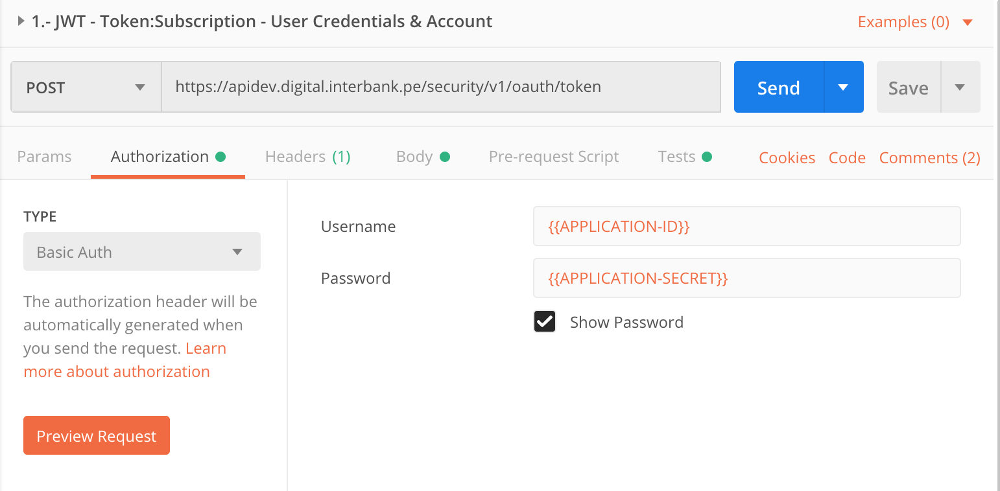 1.- JWT - Token:Subscription - User Credentials & Account
Examples (0)
POST
https://apidev.digital.interbank.pe/security/v1/oauth/token
Send
Save
Params
Authorization
Headers (1)
Body
Pre-request Script
Tests
Cookies
Code
Comments (2)
TYPE
Basic Auth
The authorization header will be
automatically generated when
you send the request. Learn
more about authorization
Preview Request
Username
{{APPLICATION-ID}}
Password
{{APPLICATION-SECRET}}
Show Password